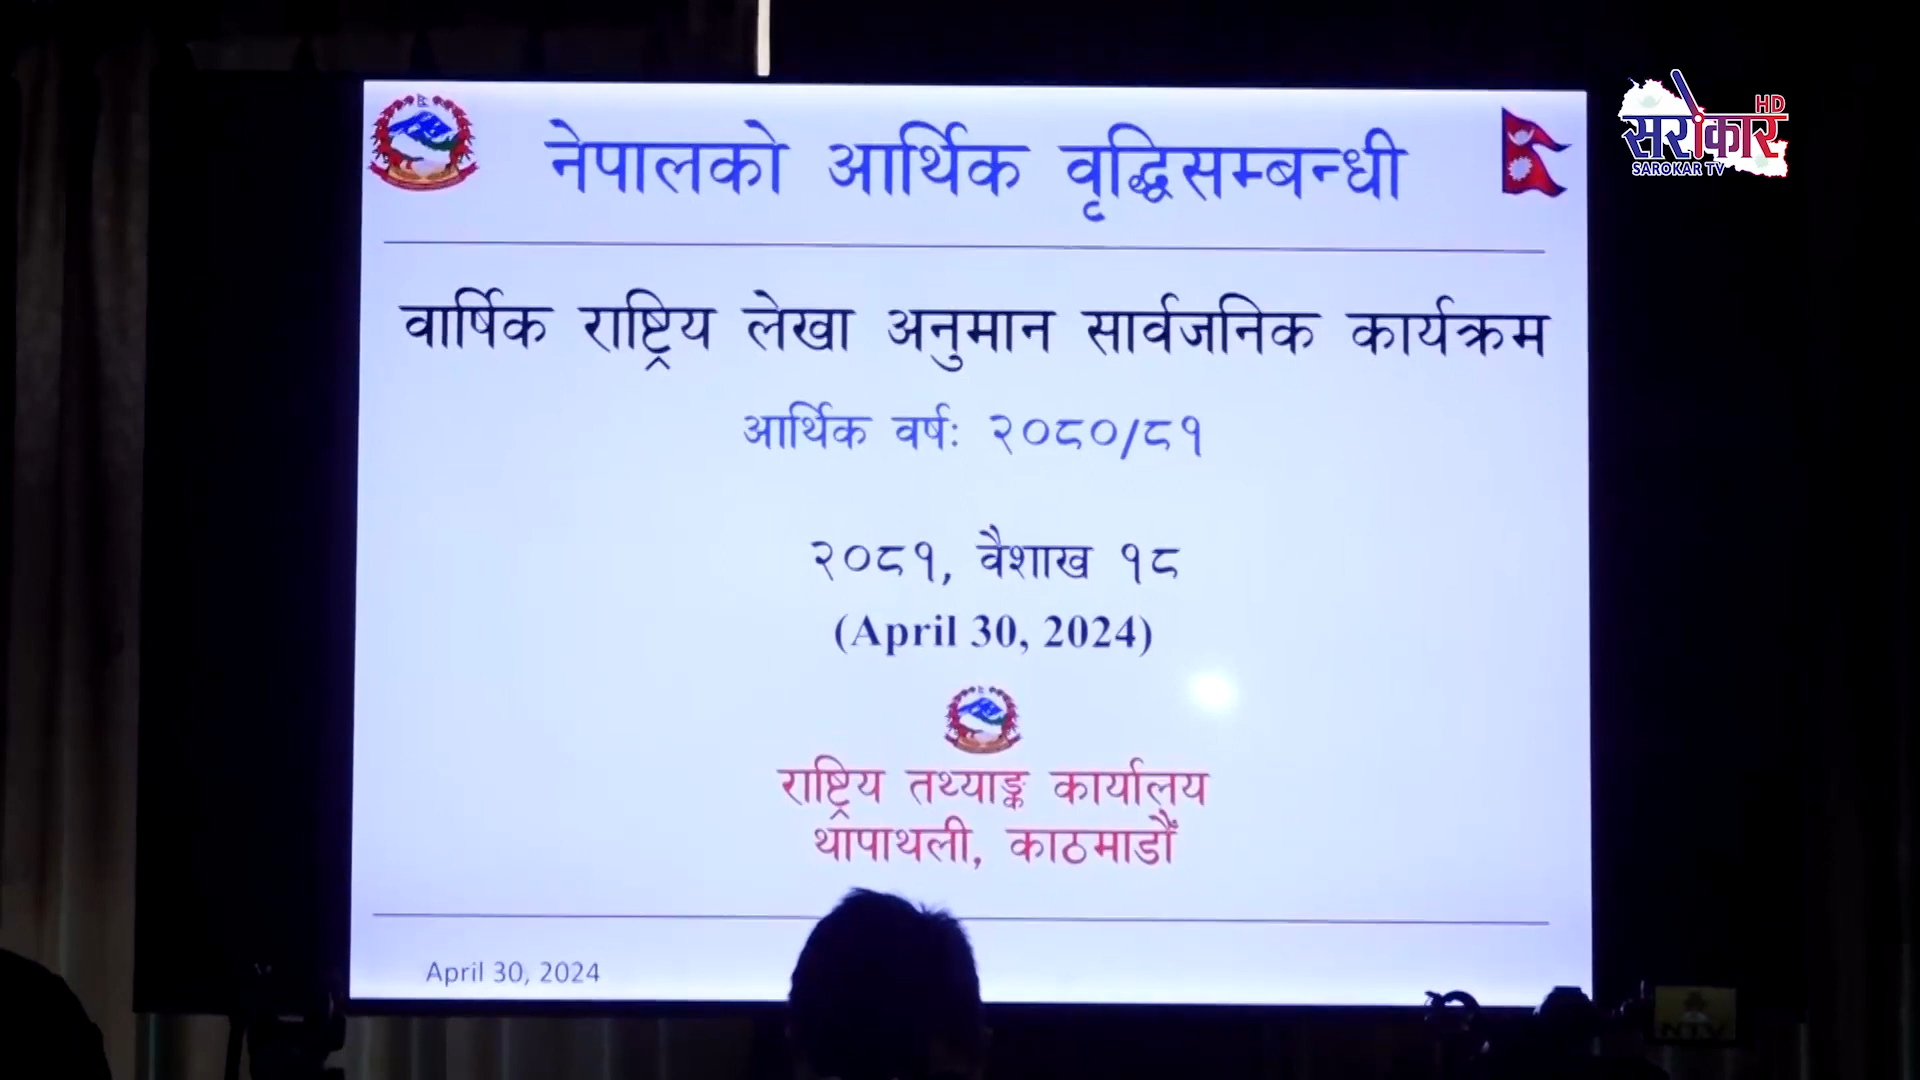 नेपालको आर्थिक वृद्धिसम्बन्धी
HD
सरोकार
SAROKAR TV
वार्षिक राष्ट्रिय लेखा अनुमान सार्वजनिक कार्यक्रम
आर्थिक वर्षः २०८०/८१
२०८१, वैशाख १८
(April 30, 2024)
राष्ट्रिय तथ्याङ्क कार्यालय
थापाथली, काठमाडौं
April 30, 2024
NTV